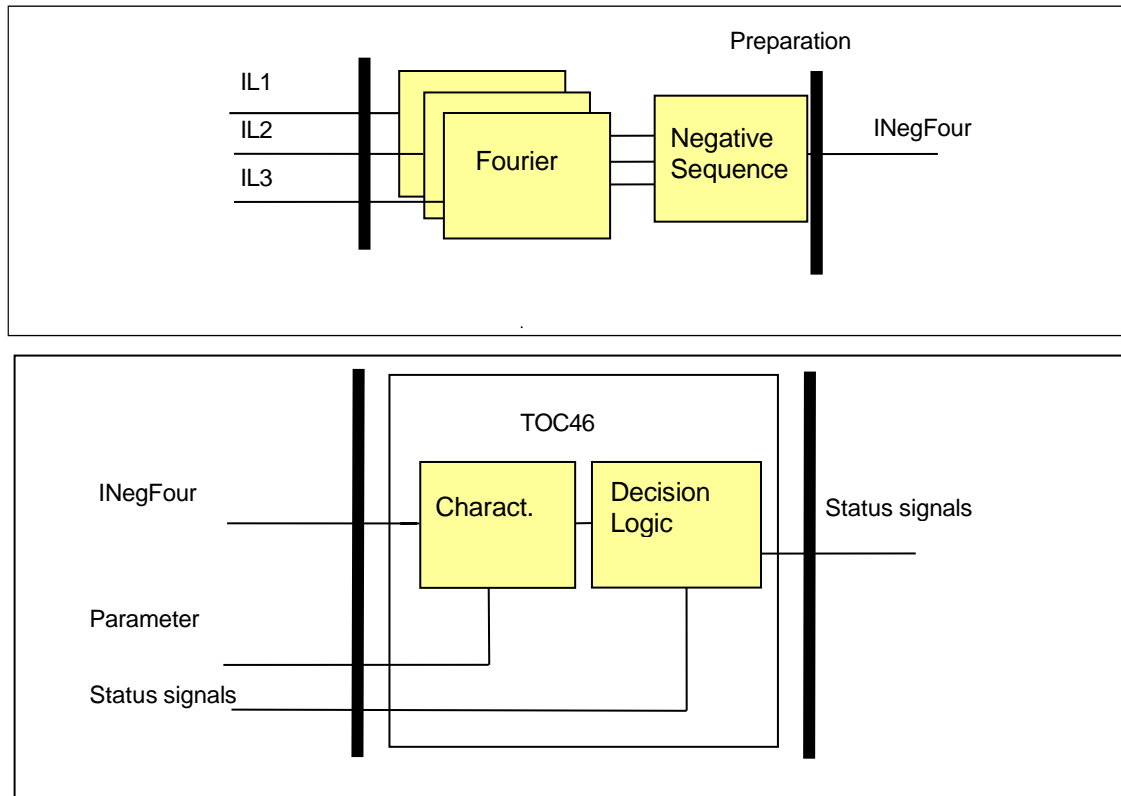 Preparation
IL1
IL2
IL3
Fourier
Negative
Sequence
INegFour
TOC46
INegFour
Charact.
Decision
Logic
Status signals
Parameter
Status signals